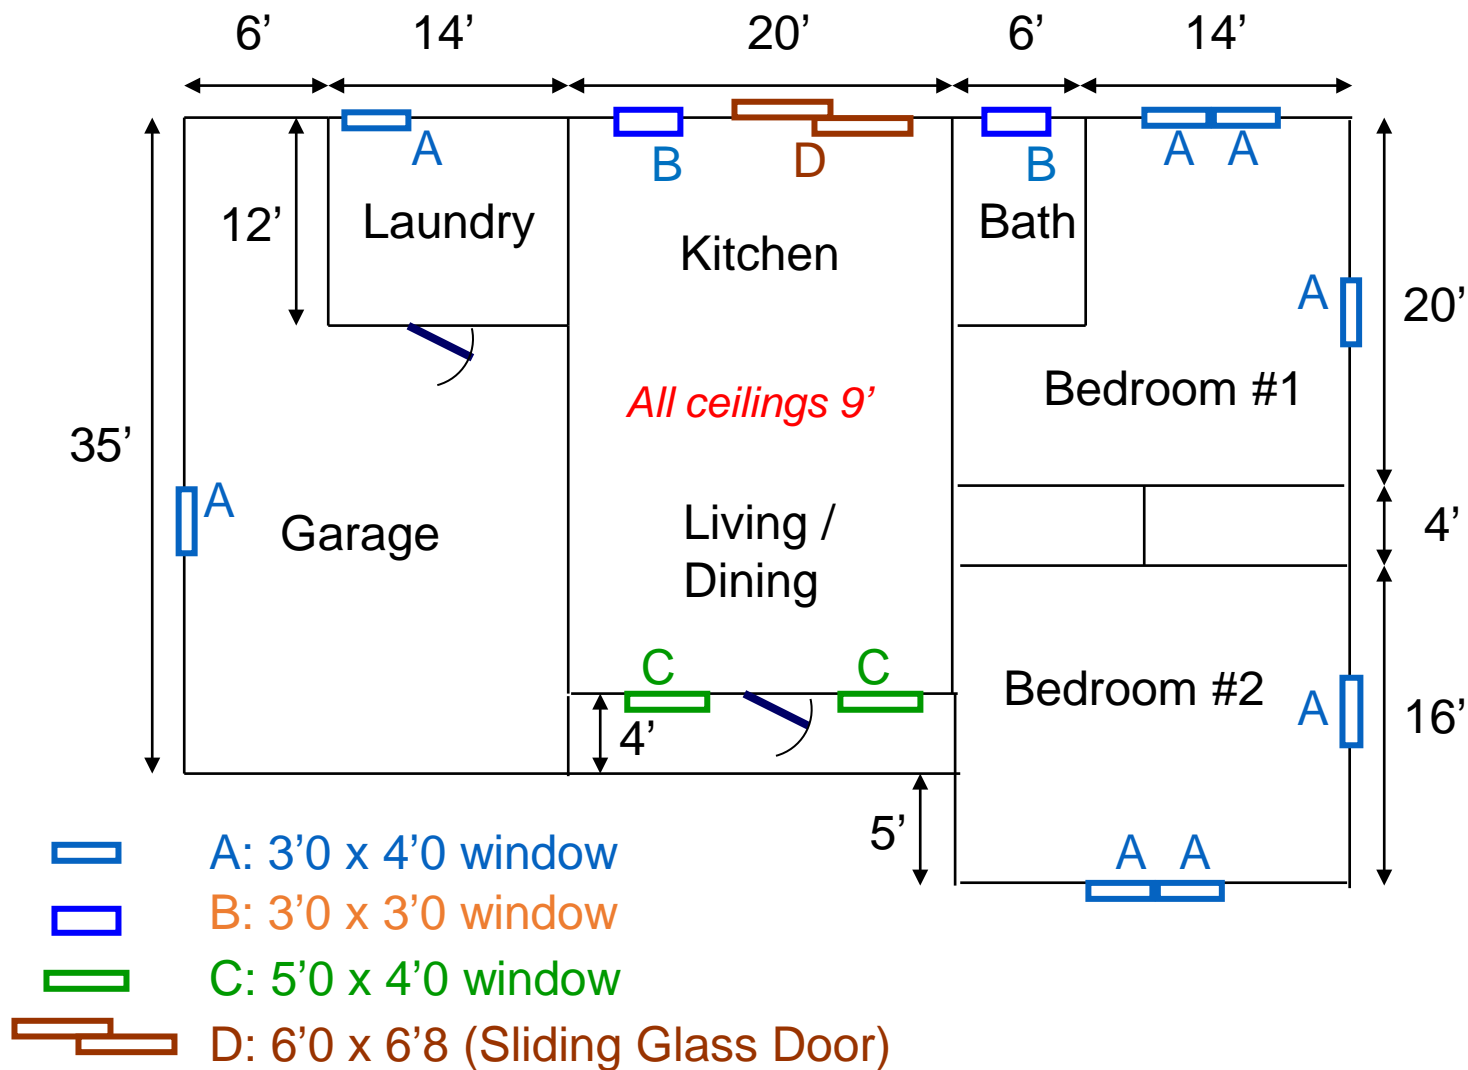 6’ 14’ 20’ 6’ 14’
A B D B A A
12’ Laundry Kitchen Bath
A 20’
All ceilings 9’ Bedroom #1
35’
A Garage Living /
Dining 4’
C C Bedroom #2 A 16’
4’
5’
A A
A: 3’0 x 4’0 window
B: 3’0 x 3’0 window
C: 5’0 x 4’0 window
D: 6’0 x 6’8 (Sliding Glass Door)